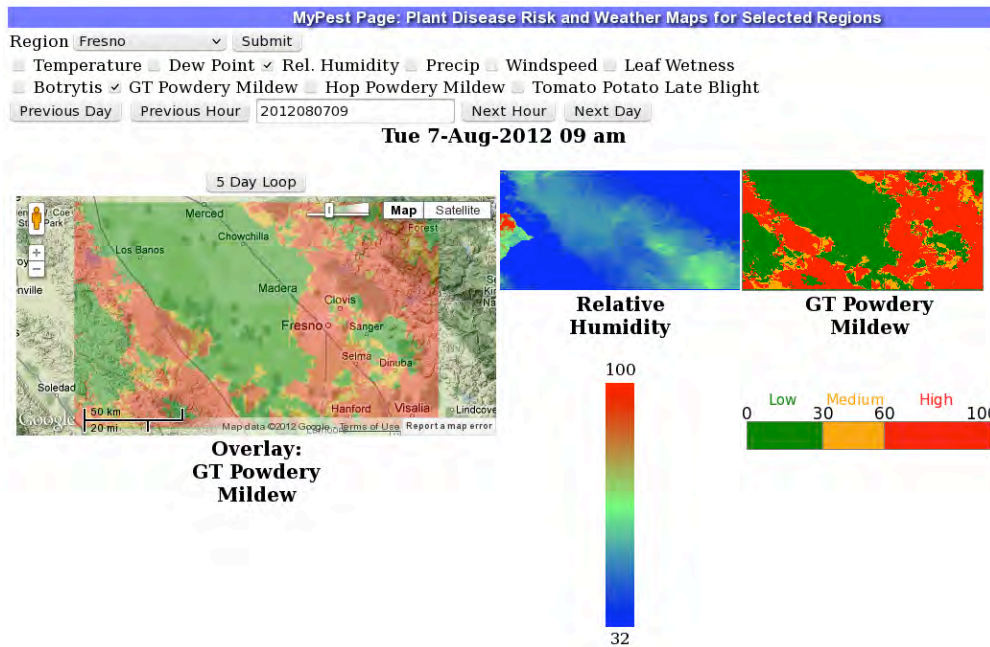 MyPest Page: Plant Disease Risk and Weather Maps for Selected Regions
Region Fresno Submit
Temperature Dew Point Rel. Humidity Precip Windspeed Leaf Wetness
Botrytis GT Powdery Mildew Hop Powdery Mildew Tomato Potato Late Blight
Previous Day Previous Hour 2012080709 Next Hour Next Day
Tue 7-Aug-2012 09 am
5 Day Loop
Map Satellite
Merced
Forest
Park
Chowchilla
Los Banos
nville
Madera
Clovis
Fresno
Sanger
Selma
Dinuba
Soledad
Hanford Visalia Lindcove
Google
50 km
20 mi
Map data ©2012 Google - Terms of Use Report a map error
Overlay:
GT Powdery
Mildew
Relative
Humidity
100
32
GT Powdery
Mildew
Low Medium High
0 30 60 100